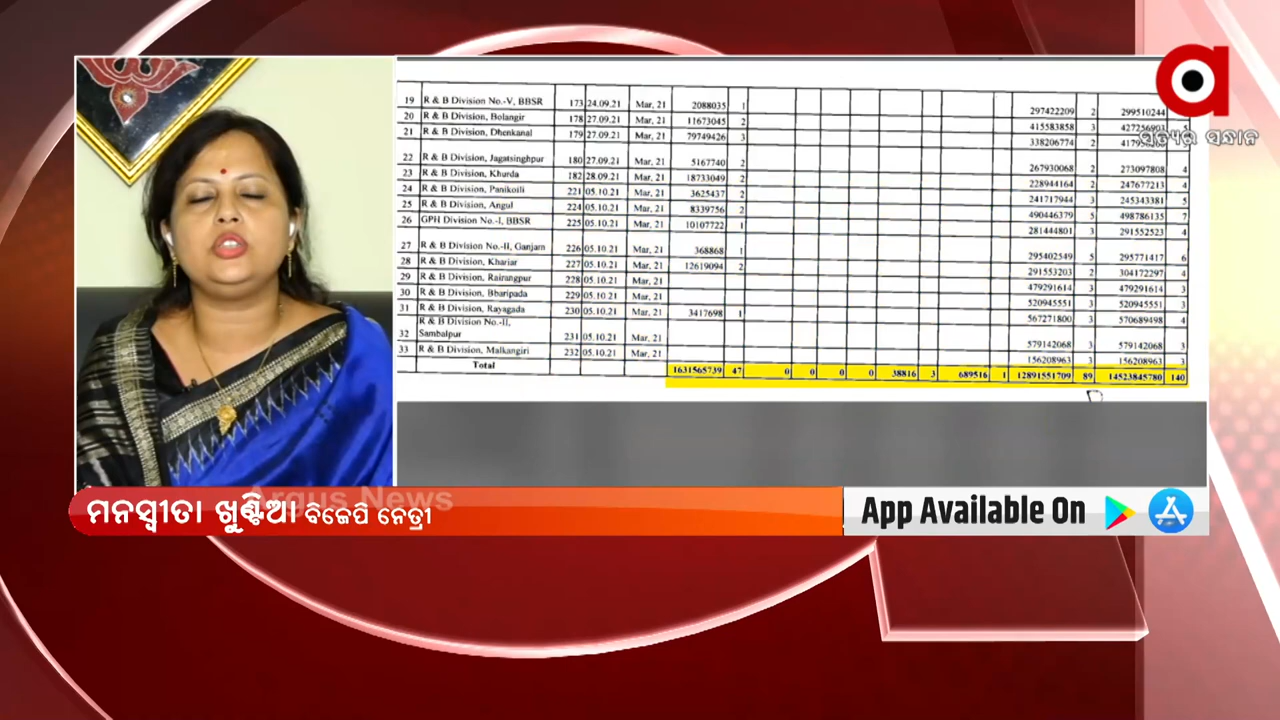 ସତ୍ୟର ସନ୍ଧାନ
19 R & B Division No.-V, BBSR 173 24.09.21 Mar, 21 2088035 1 297422209 2 299510244
20 R & B Division, Bolangir 178 27.09.21 Mar, 21 11673045 2 415583858 3 427256903 5
21 R & B Division, Dhenkanal 179 27.09.21 Mar, 21 79749426 3 338206774 2
22 R & B Division, Jagatsinghpur 180 27.09.21 Mar, 21 5167740 2 267930068 2 273097808 4
23 R & B Division, Khurda 182 28.09.21 Mar, 21 18733049 2 228944164 2 247677213 4
24 R & B Division, Panikoili 221 05.10.21 Mar, 21 3625437 2 241717944 3 245343381 5
25 R & B Division, Angul 224 05.10.21 Mar, 21 8339756 2 490446379 5 498786135 7
26 GPH Division No.-I, BBSR 225 05.10.21 Mar, 21 10107722 1 281444801 3 291552523 4
27 R & B Division No.-II, Ganjam 226 05.10.21 Mar, 21 368868 1 295402549 5 295771417 6
28 R & B Division, Khariar 227 05.10.21 Mar, 21 12619094 2 291553203 2 304172297 4
29 R & B Division, Rairangpur 228 05.10.21 Mar, 21 479291614 3 479291614 3
30 R & B Division, Bharipada 229 05.10.21 Mar, 21 520945551 3 520945551 3
31 R & B Division, Rayagada 230 05.10.21 Mar, 21 3417698 1 567271800 3 570689498 4
R & B Division No.-II,
32 Sambalpur 231 05.10.21 Mar, 21 579142068 3 579142068 3
33 R & B Division, Malkangiri 232 05.10.21 Mar, 21 156208963 3 156208963 3
Total 1631565739 47 0 0 0 0 38816 3 689516 1 12891551709 89 14523845780 140
Argus News
ମନସ୍ୱୀତା ଖୁଣ୍ଟିଆ ବିଜେପି ନେତ୍ରୀ
App Available On